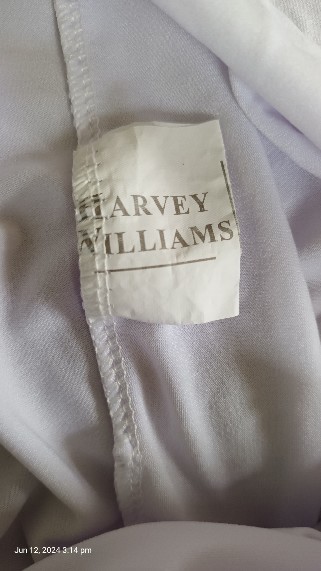 HARVEY
WILLIAMS
Jun 12, 2024 3:14 pm